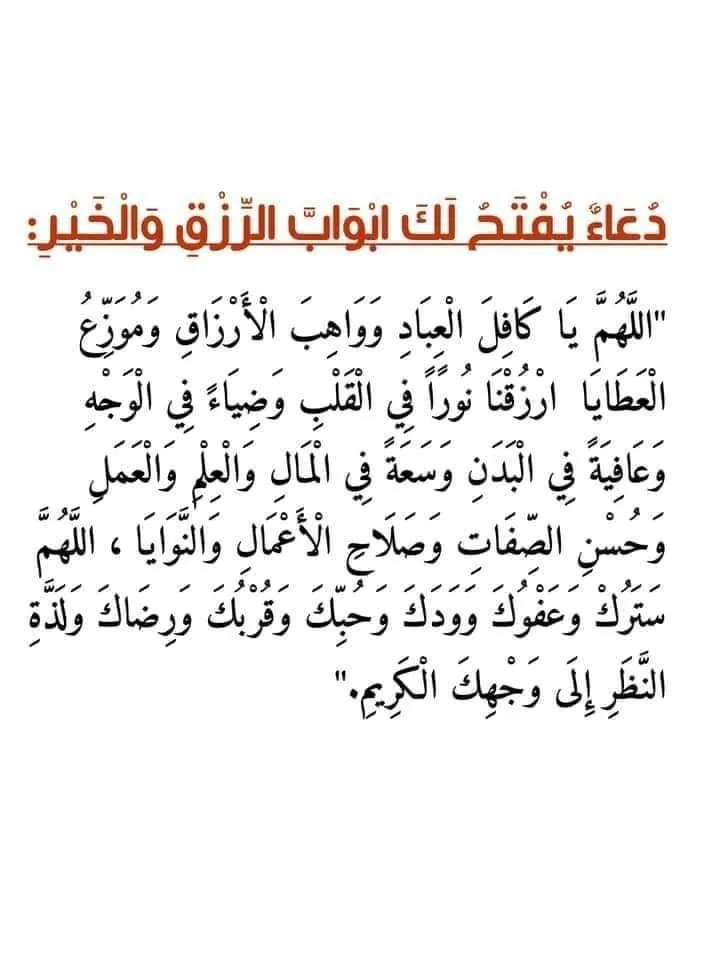 دُعَاءٌ يُفْتَحُ لَكَ ابْوَابَّ الرِّزْقِ وَالْخَيْرِ:
"اللَّهُمَّ يَا كَافِلَ الْعِبَادِ وَوَاهِبَ الْأَرْزَاقِ وَمُوَزِّعُ
الْعَطَايَا ارْزُقْنَا نُوراً فِي الْقَلْبِ وَضِيَاءً فِي الْوَجْهِ
وَعَافِيَةً فِي الْبَدَنِ وَسَعَةً فِي الْمَالِ وَالْعِلْمِ وَالْعَمَلِ
وَحُسْنِ الصِّفَاتِ وَصَلَاحِ الْأَعْمَالِ وَالنَّوَايَا ، اللَّهُمَّ
سَتَرُكْ وَعَفْوُكَ وَوَدَكَ وَحُبِّكَ وَقُرْبُكَ وَرِضَاكَ وَلَذَّةِ
النَّظَرِ إِلَى وَجْهِكَ الْكَرِيمِ."